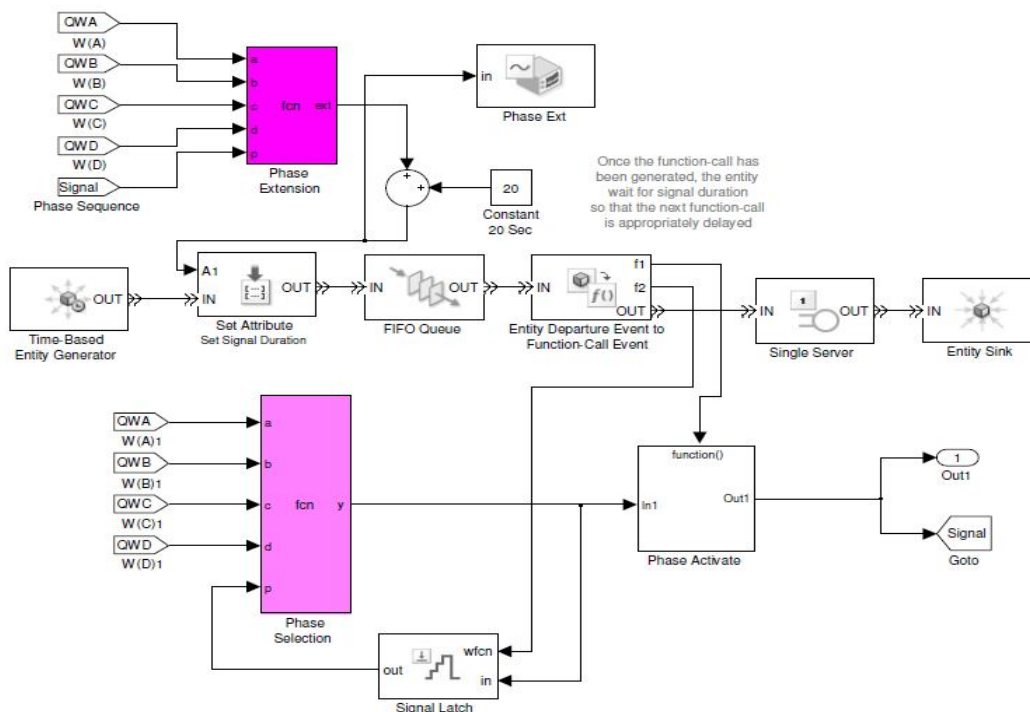 QWA
W(A)
QWB
W(B)
QWC
W(C)
QWD
W(D)
Signal
Phase Sequence
a
b
c
d
p
fcn
ext
Phase
Extension
in
Phase Ext
+
+
20
Constant
20 Sec
Once the function-call has
been generated, the entity
wait for signal duration
so that the next function-call
is appropriately delayed
OUT
Time-Based
Entity Generator
A1
IN
OUT
Set Attribute
Set Signal Duration
IN
OUT
FIFO Queue
IN
f()
f1
f2
OUT
Entity Departure Event to
Function-Call Event
IN
1
OUT
Single Server
IN
Entity Sink
QWA
W(A)1
QWB
W(B)1
QWC
W(C)1
QWD
W(D)1
a
b
c
d
p
fcn
y
Phase
Selection
function()
In1
Out1
Phase Activate
1
Out1
Signal
Goto
out
wfcn
in
Signal Latch